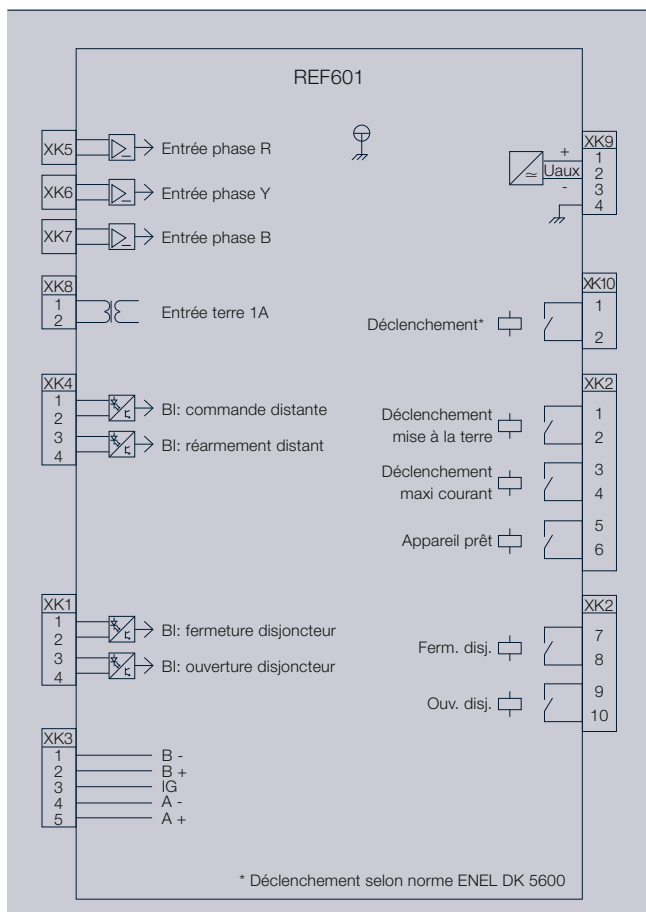 REF601
XK5 Entrée phase R
XK6 Entrée phase Y
XK7 Entrée phase B
XK8
1
2
Entrée terre 1A
XK4
1
2
BI: commande distante
3
4
BI: réarmement distant
XK1
1
2
BI: fermeture disjoncteur
3
4
BI: ouverture disjoncteur
XK3
1 B -
2 B +
3 IG
4 A -
5 A +
XK9
+ 1
Uaux 2
- 3
4
XK10
Déclenchement*
1
2
XK2
Déclenchement
mise à la terre
1
2
Déclenchement
maxi courant
3
4
Appareil prêt
5
6
XK2
Ferm. disj.
7
8
Ouv. disj.
9
10
* Déclenchement selon norme ENEL DK 5600